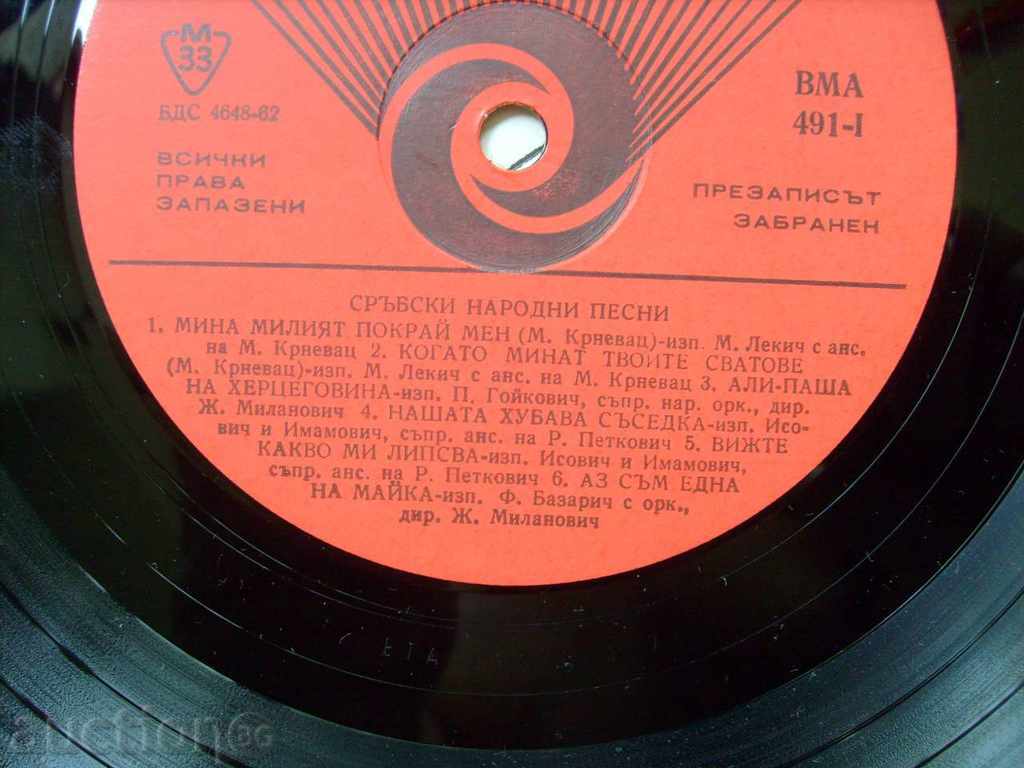 М
33
БДС 4648-62
ВМА
491-I
ВСИЧКИ
ПРАВА
ЗАПАЗЕНИ
ПРЕЗАПИСЪТ
ЗАБРАНЕН
СРЪБСКИ НАРОДНИ ПЕСНИ
1. МИНА МИЛИЯТ ПОКРАЙ МЕН (М. Крневац)-изп. М. Лекич с анс.
на М. Крневац 2. КОГАТО МИНАТ ТВОИТЕ СВАТОВЕ
(М. Крневац)-изп. М. Лекич с анс. на М. Крневац 3. АЛИ-ПАША
НА ХЕРЦЕГОВИНА-изп. П. Гойкович, съпр. нар. орк., дир.
Ж. Миланович 4. НАШАТА ХУБАВА СЪСЕДКА-изп. Исо-
вич и Имамович, съпр. анс. на Р. Петкович 5. ВИЖТЕ
КАКВО МИ ЛИПСВА-изп. Исович и Имамович,
съпр. анс. на Р. Петкович 6. АЗ СЪМ ЕДНА
НА МАЙКА-изп. Ф. Базарич с орк.,
дир. Ж. Миланович
auction BG